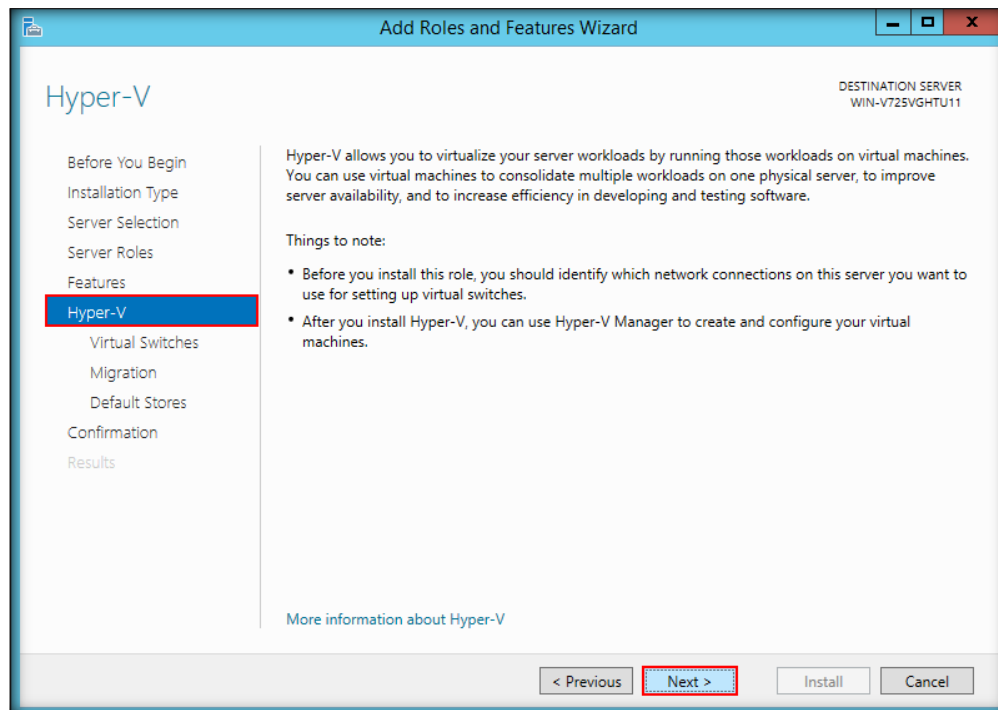 Add Roles and Features Wizard
Hyper-V
DESTINATION SERVER
WIN-V725VGHTU11
Before You Begin
Installation Type
Server Selection
Server Roles
Features
Hyper-V
Virtual Switches
Migration
Default Stores
Confirmation
Results
Hyper-V allows you to virtualize your server workloads by running those workloads on virtual machines.
You can use virtual machines to consolidate multiple workloads on one physical server, to improve
server availability, and to increase efficiency in developing and testing software.
Things to note:
• Before you install this role, you should identify which network connections on this server you want to
use for setting up virtual switches.
• After you install Hyper-V, you can use Hyper-V Manager to create and configure your virtual
machines.
More information about Hyper-V
< Previous
Next >
Install
Cancel